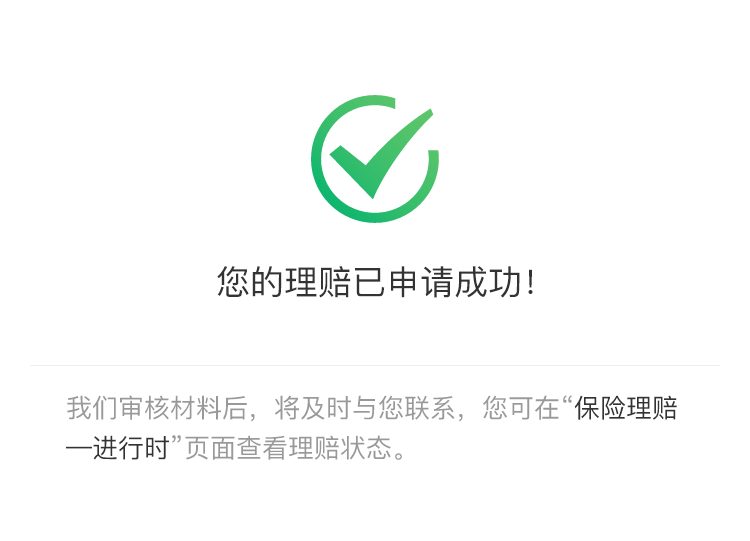 您的理赔已申请成功！
我们审核材料后，将及时与您联系，您可在“保险理赔
—进行时”页面查看理赔状态。